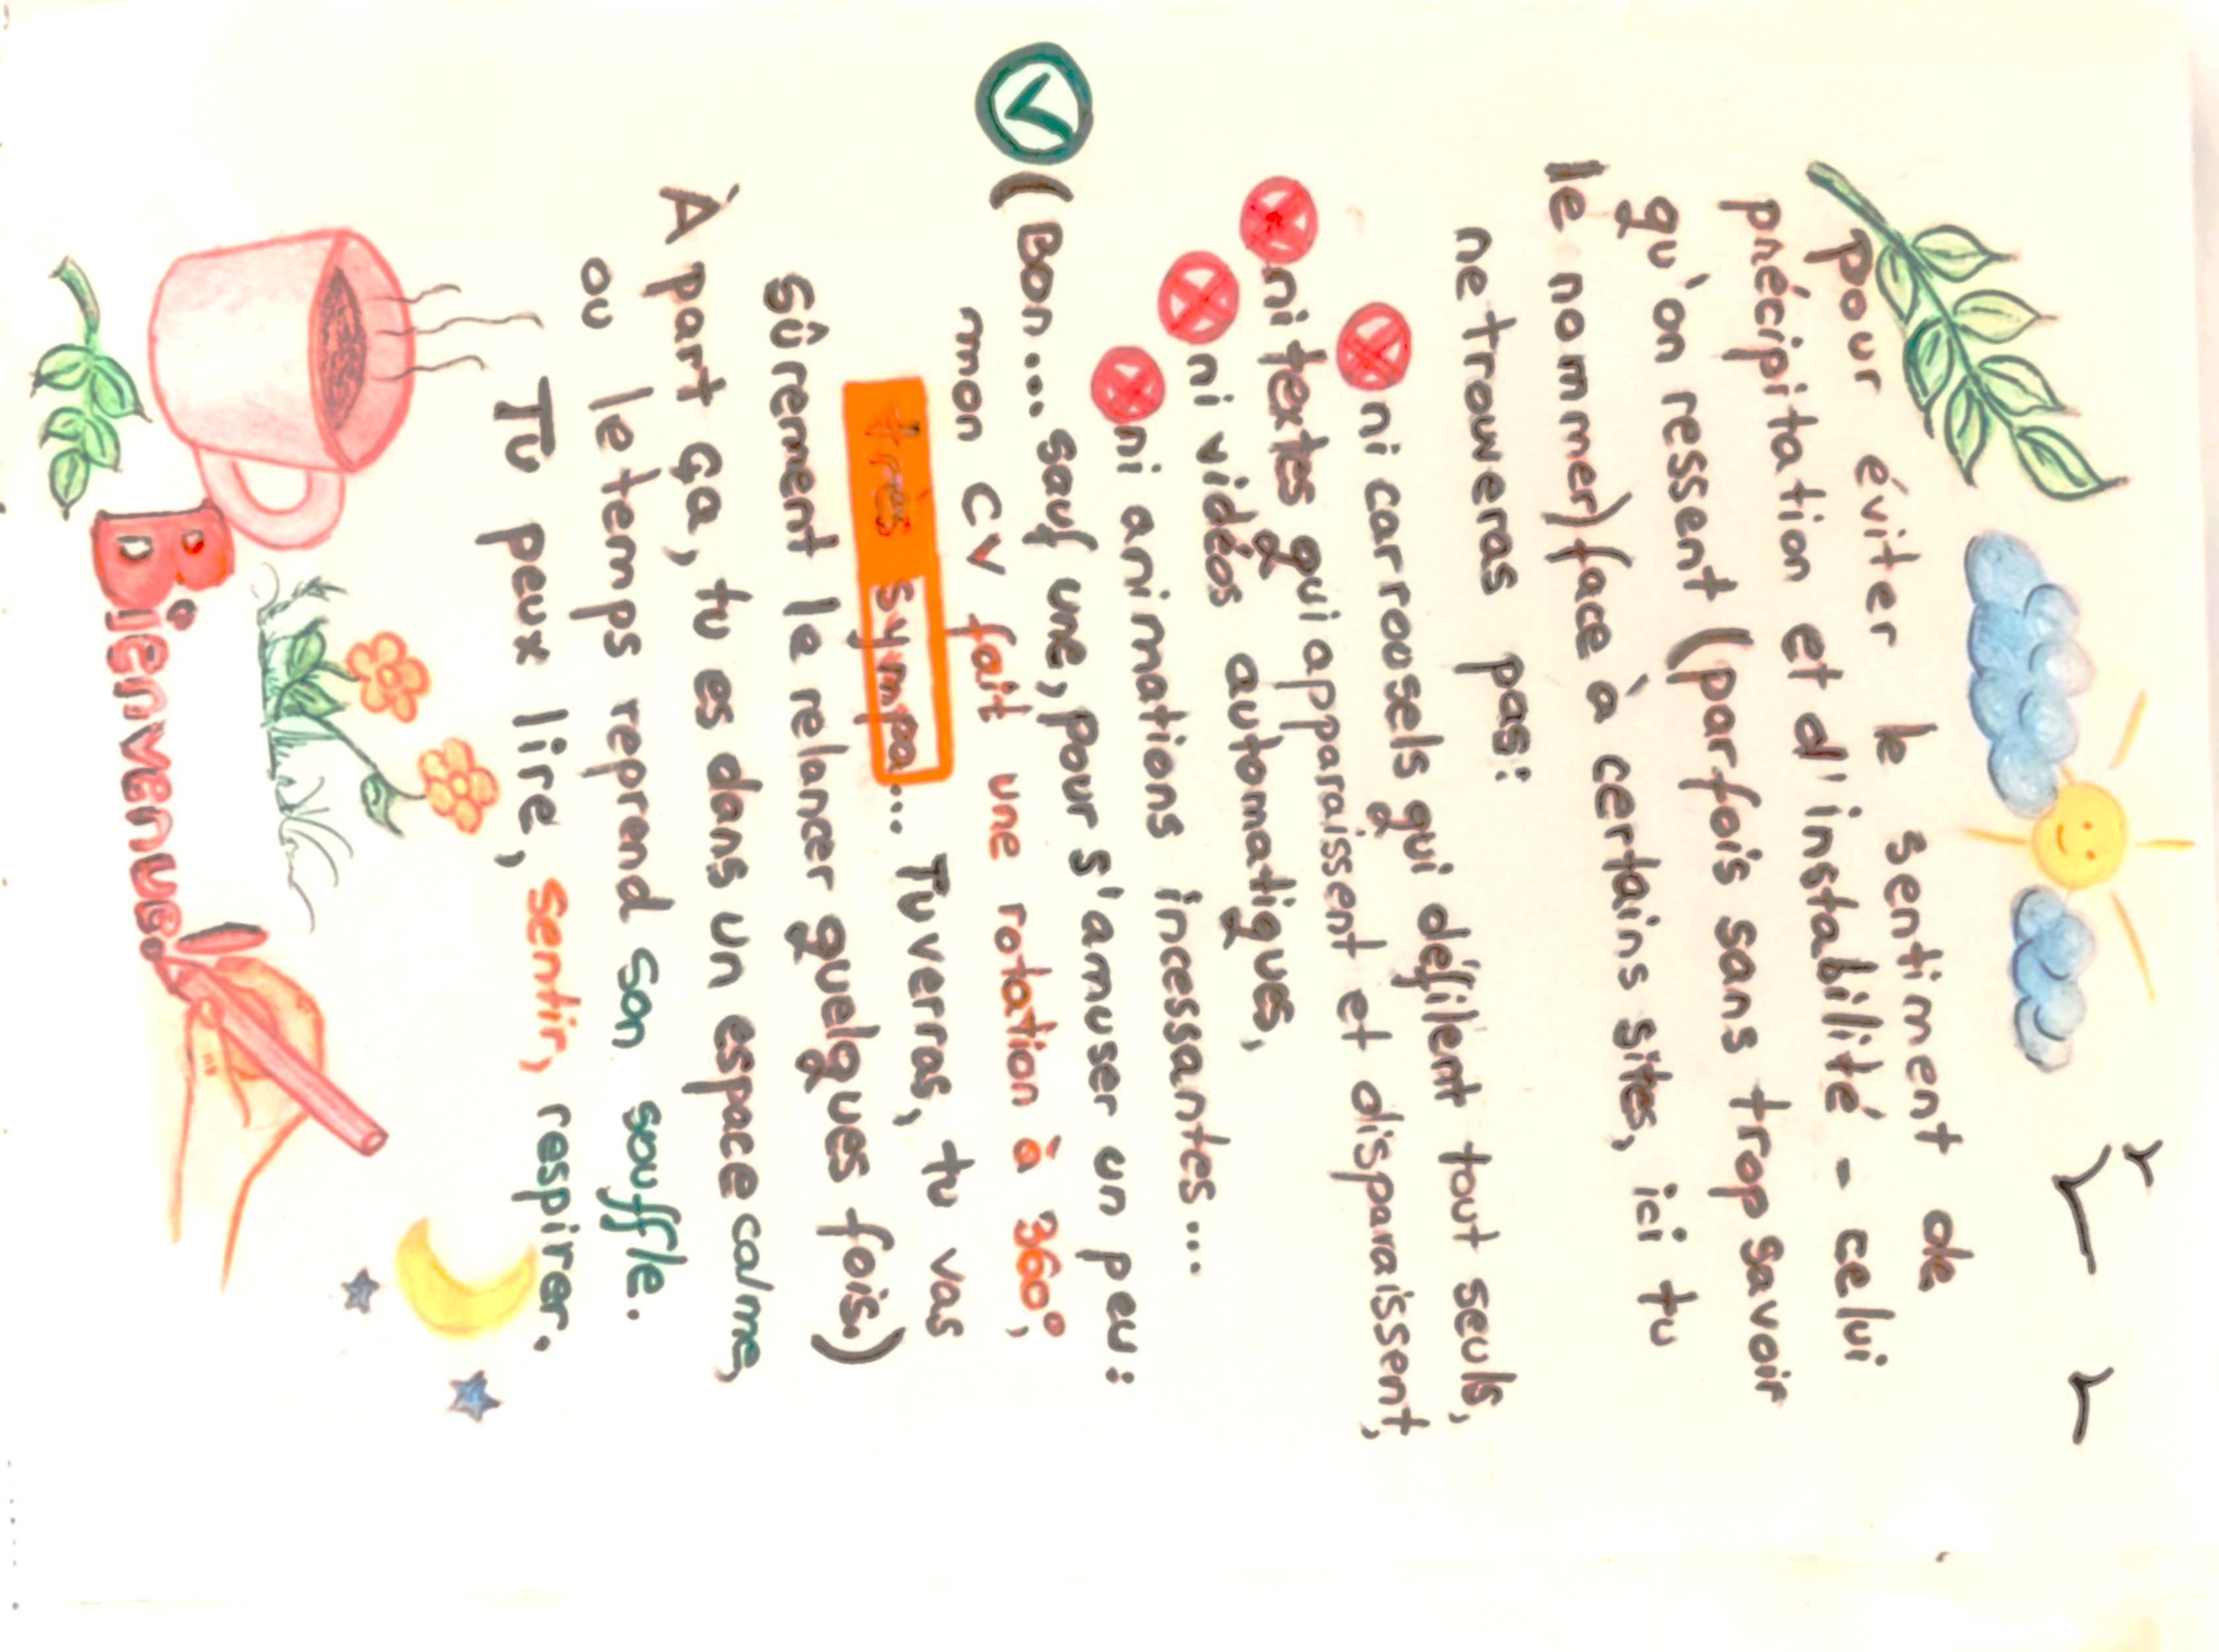 Pour éviter le sentiment de
précipitation et d'instabilité - celui
qu'on ressent (parfois sans trop savoir
le nommer) face à certains sites, ici tu
ne trouveras pas:
ni carrousels qui défilent tout seuls,
ni textes qui apparaissent et disparaissent,
ni vidéos automatiques,
ni animations incessantes...
(Bon... sauf une, pour s'amuser un peu:
mon CV fait une rotation à 360°,
très sympa... Tu verras, tu vas
sûrement le relancer quelques fois.)
À part ça, tu es dans un espace calme,
ou le temps reprend son souffle.
Tu peux lire, sentir, respirer.
Bienvenue!